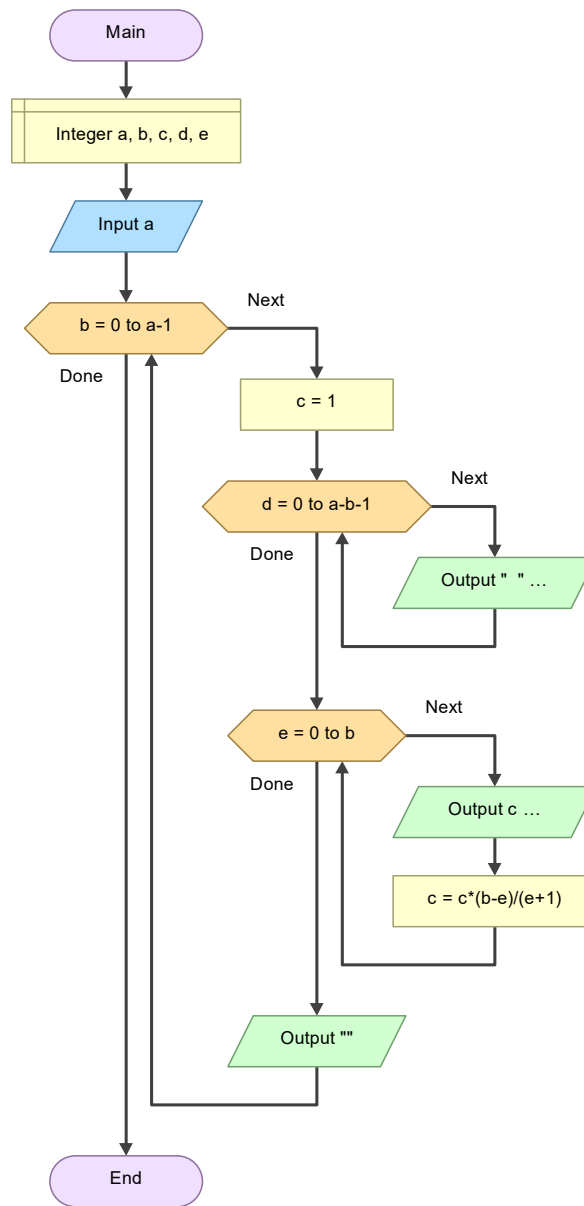 Main
Integer a, b, c, d, e
Input a
b = 0 to a-1
Next
Done
c = 1
d = 0 to a-b-1
Next
Done
Output "  " …
e = 0 to b
Next
Done
Output c …
c = c*(b-e)/(e+1)
Output ""
End